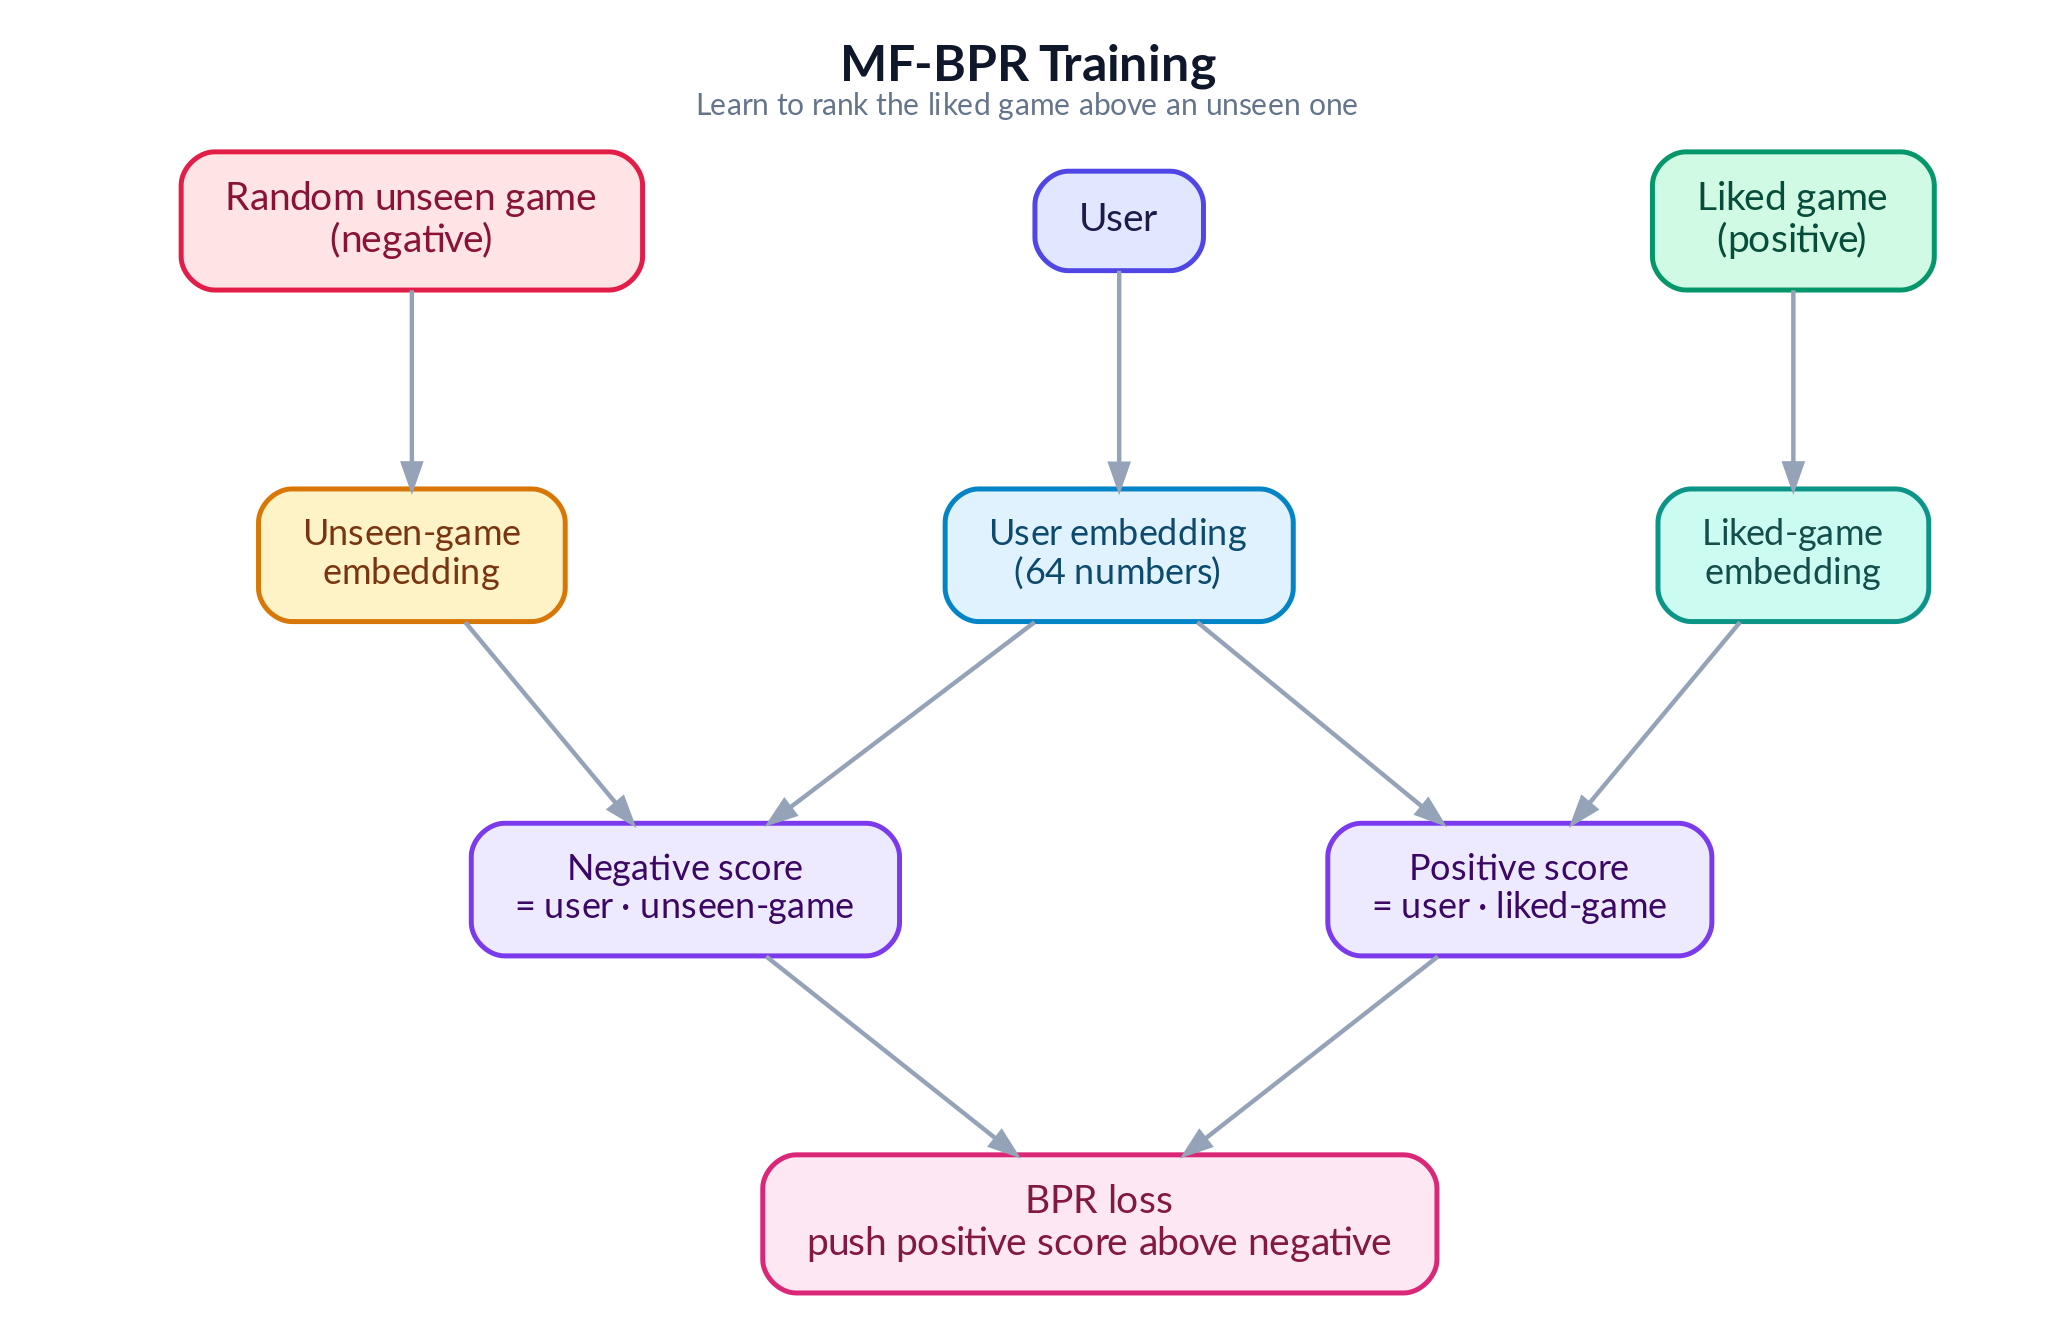 MF-BPR Training
Learn to rank the liked game above an unseen one
Random unseen game
(negative)
User
Liked game
(positive)
Unseen-game
embedding
User embedding
(64 numbers)
Liked-game
embedding
Negative score
= user · unseen-game
Positive score
= user · liked-game
BPR loss
push positive score above negative